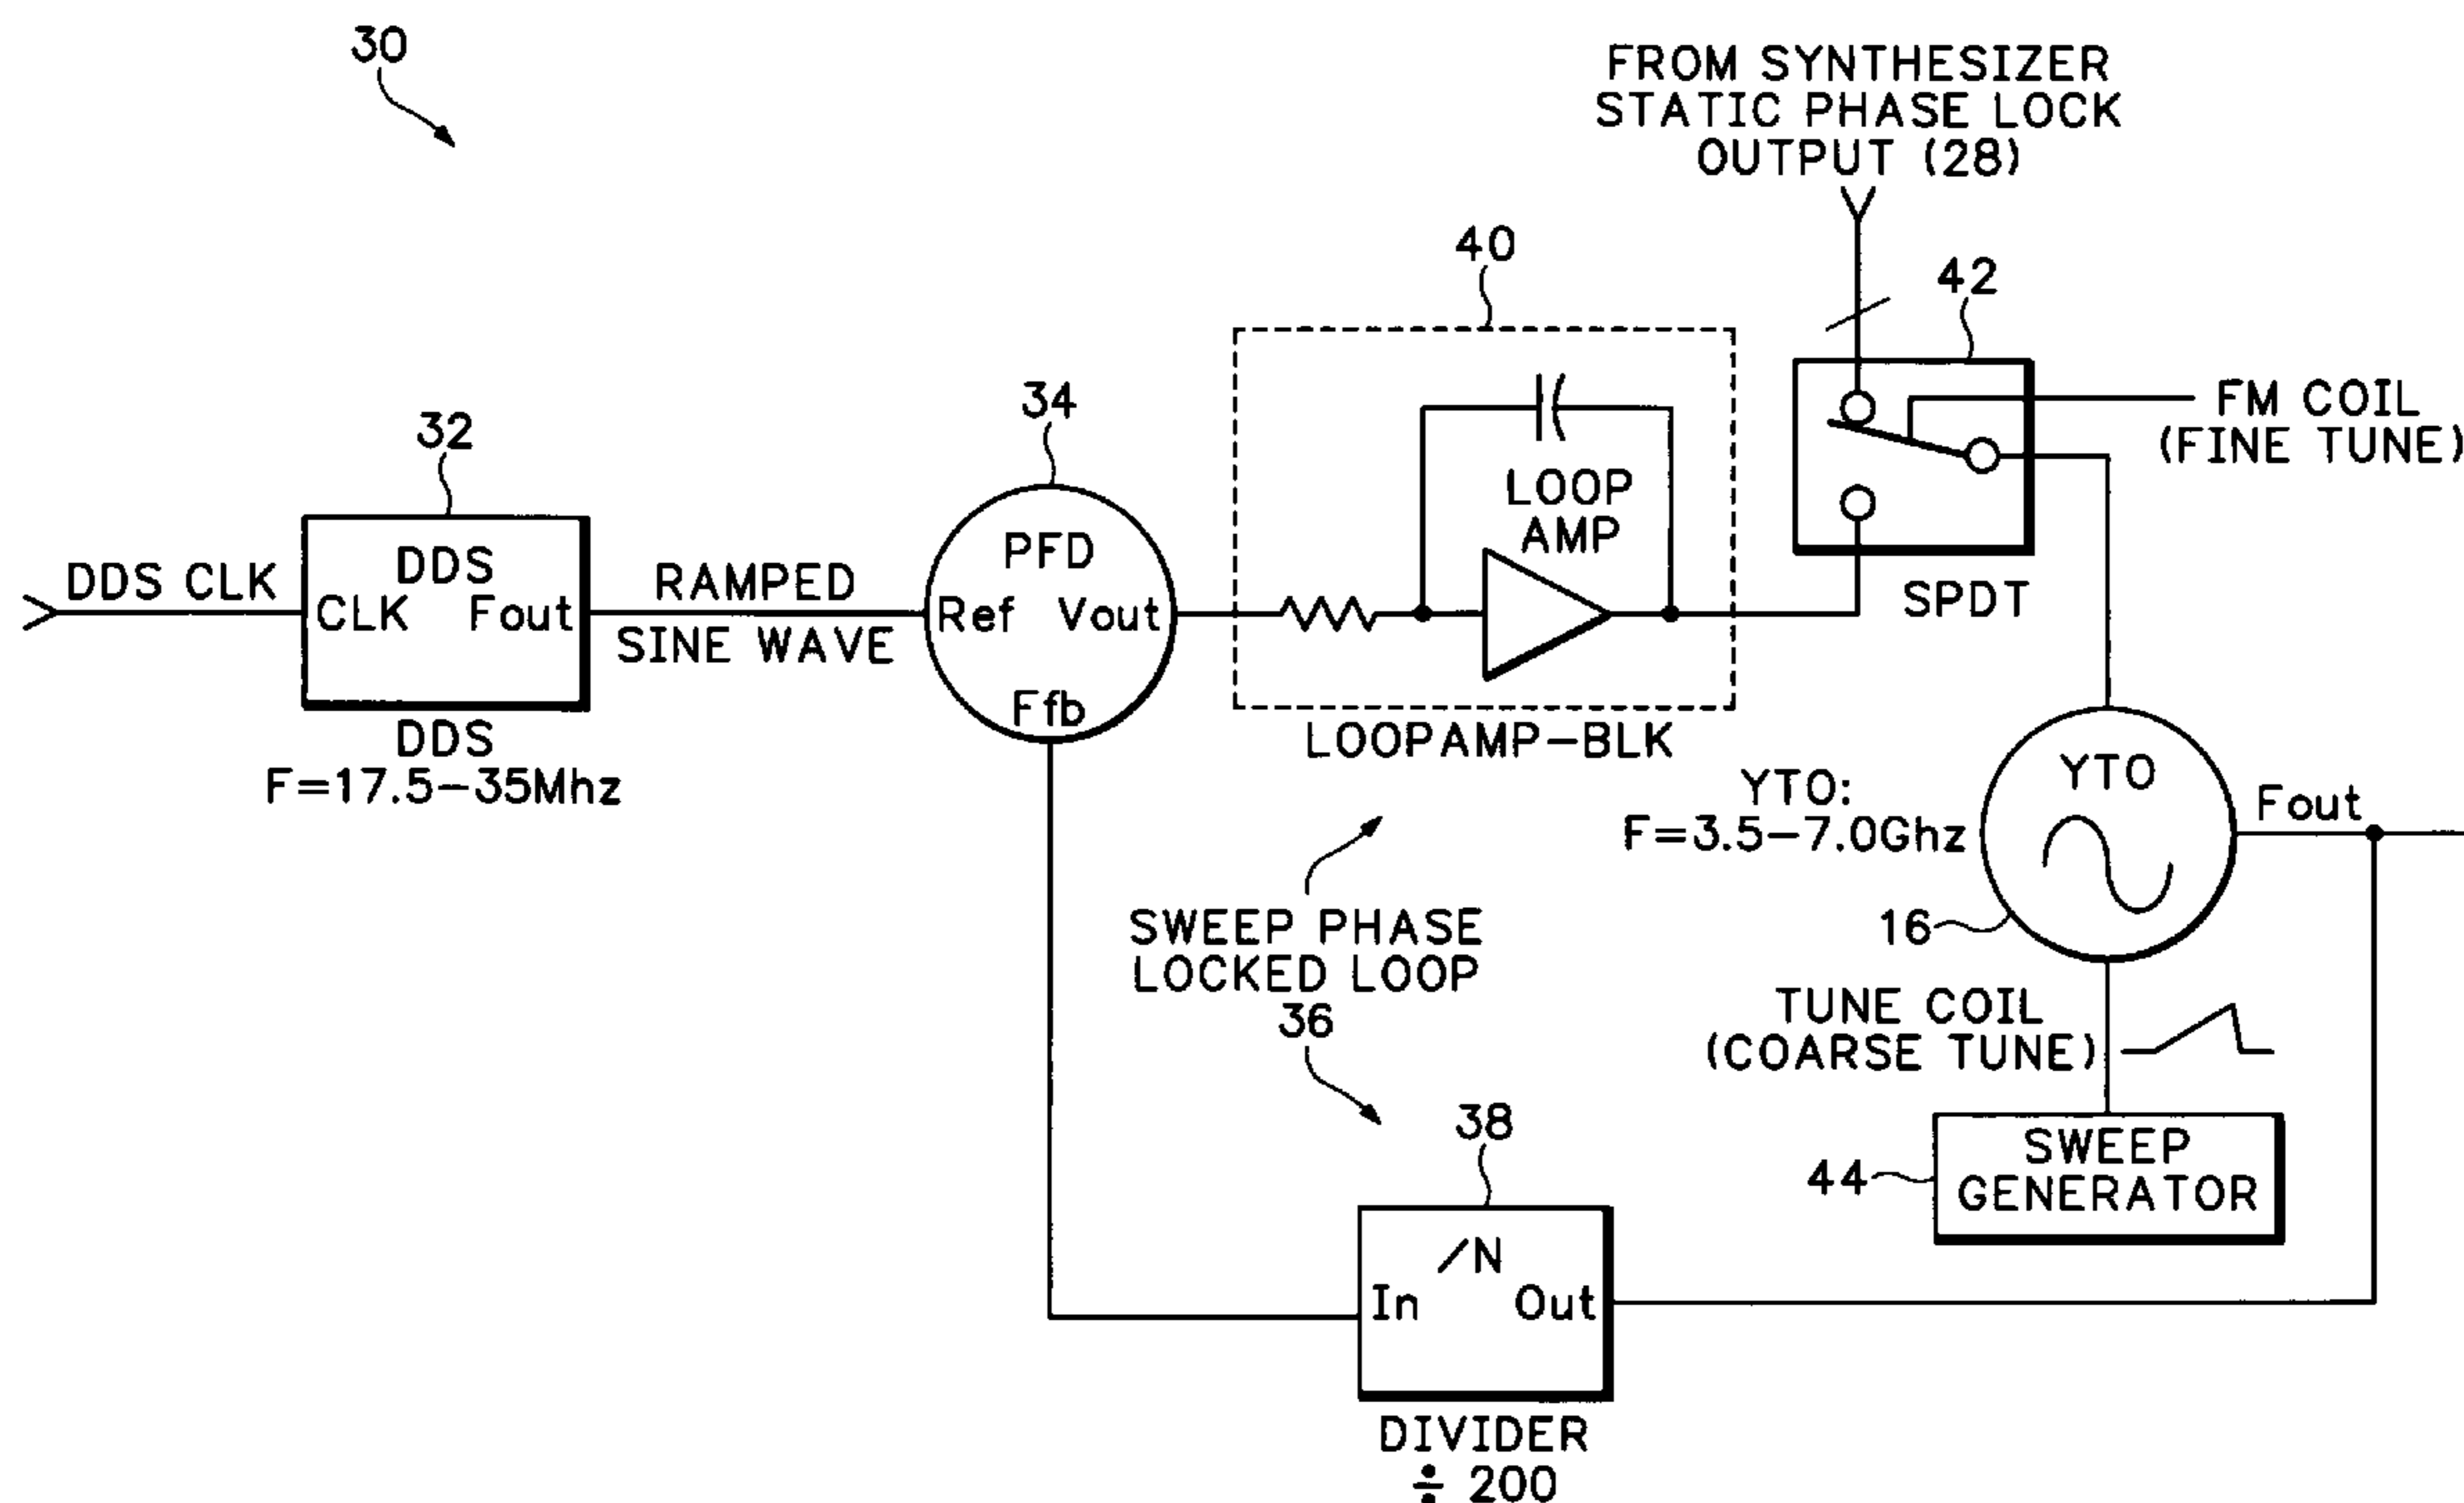 30
FROM SYNTHESIZER
STATIC PHASE LOCK
OUTPUT (28)
40
42
34
32
FM COIL
(FINE TUNE)
LOOP
AMP
PFD
DDS CLK
DDS
CLK
Fout
RAMPED
SINE WAVE
Ref
Vout
Ffb
SPDT
DDS
F=17.5-35Mhz
LOOPAMP-BLK
YTO:
F=3.5-7.0Ghz
YTO
Fout
16
SWEEP PHASE
LOCKED LOOP
36
TUNE COIL
(COARSE TUNE)
38
44
SWEEP
GENERATOR
/N
In
Out
DIVIDER
÷ 200